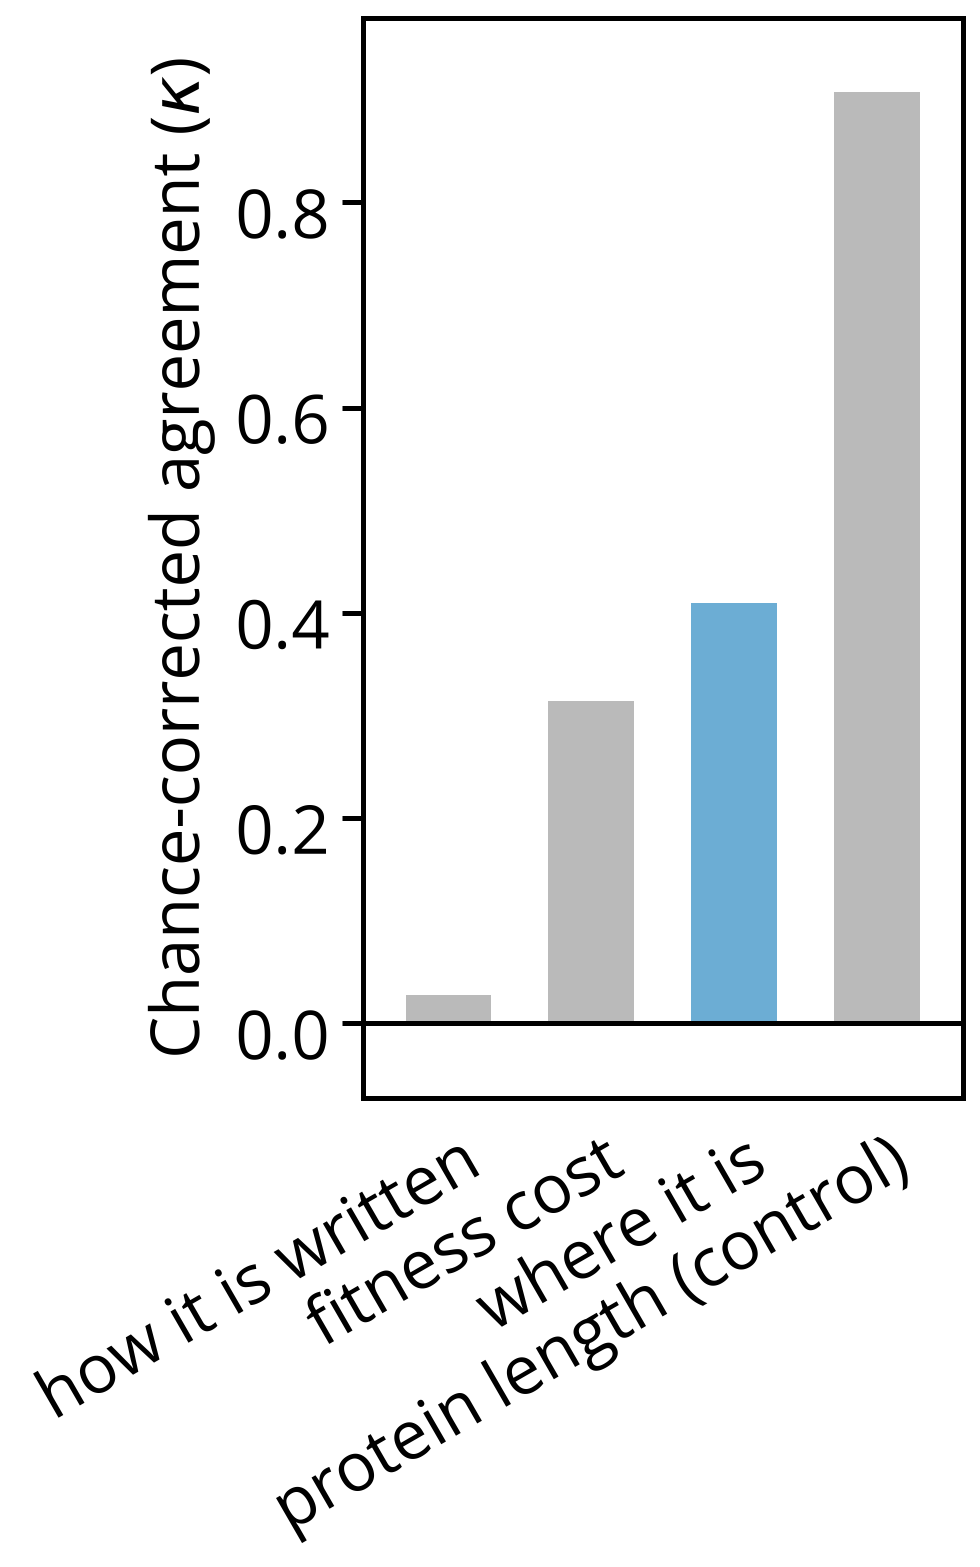 Chance-corrected agreement (κ)
0.8
0.6
0.4
0.2
0.0
how it is written
fitness cost
where it is
protein length (control)